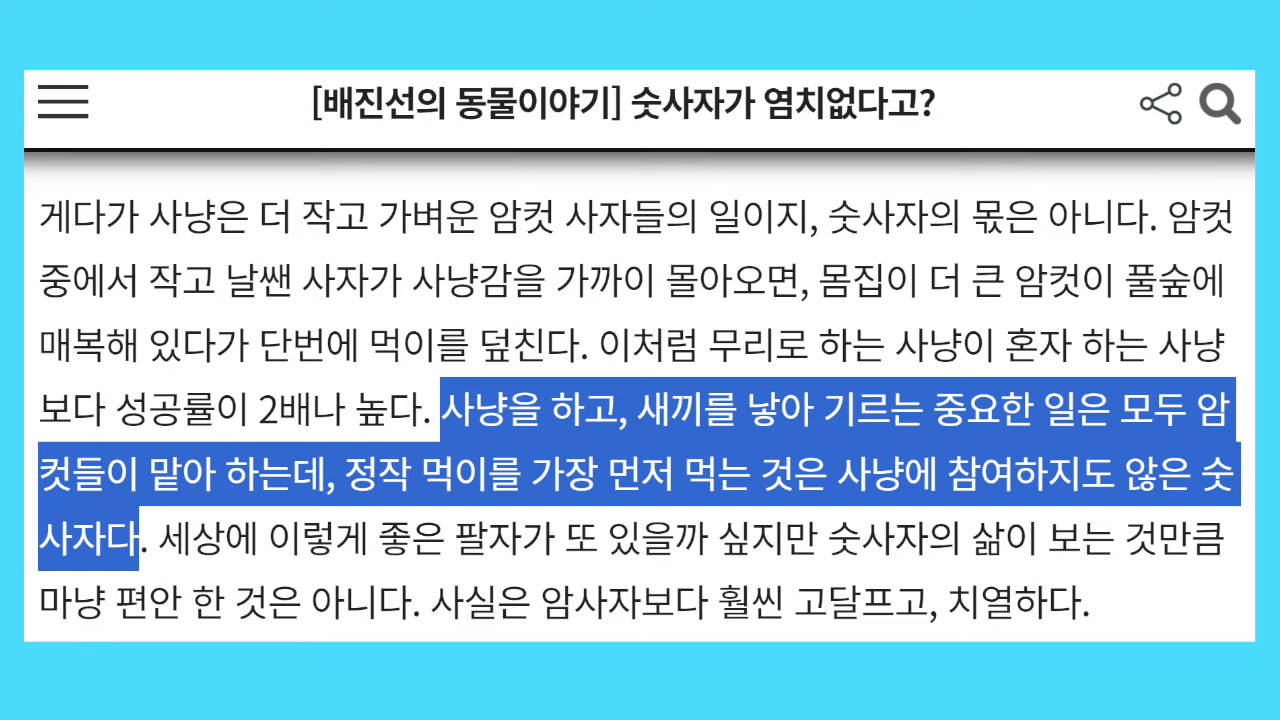 [배진선의 동물이야기] 숫사자가 염치없다고?
게다가 사냥은 더 작고 가벼운 암컷 사자들의 일이지, 숫사자의 몫은 아니다. 암컷
중에서 작고 날쌘 사자가 사냥감을 가까이 몰아오면, 몸집이 더 큰 암컷이 풀숲에
매복해 있다가 단번에 먹이를 덮친다. 이처럼 무리로 하는 사냥이 혼자 하는 사냥
보다 성공률이 2배나 높다. 사냥을 하고, 새끼를 낳아 기르는 중요한 일은 모두 암
컷들이 맡아 하는데, 정작 먹이를 가장 먼저 먹는 것은 사냥에 참여하지도 않은 숫
사자다. 세상에 이렇게 좋은 팔자가 또 있을까 싶지만 숫사자의 삶이 보는 것만큼
마냥 편안 한 것은 아니다. 사실은 암사자보다 훨씬 고달프고, 치열하다.